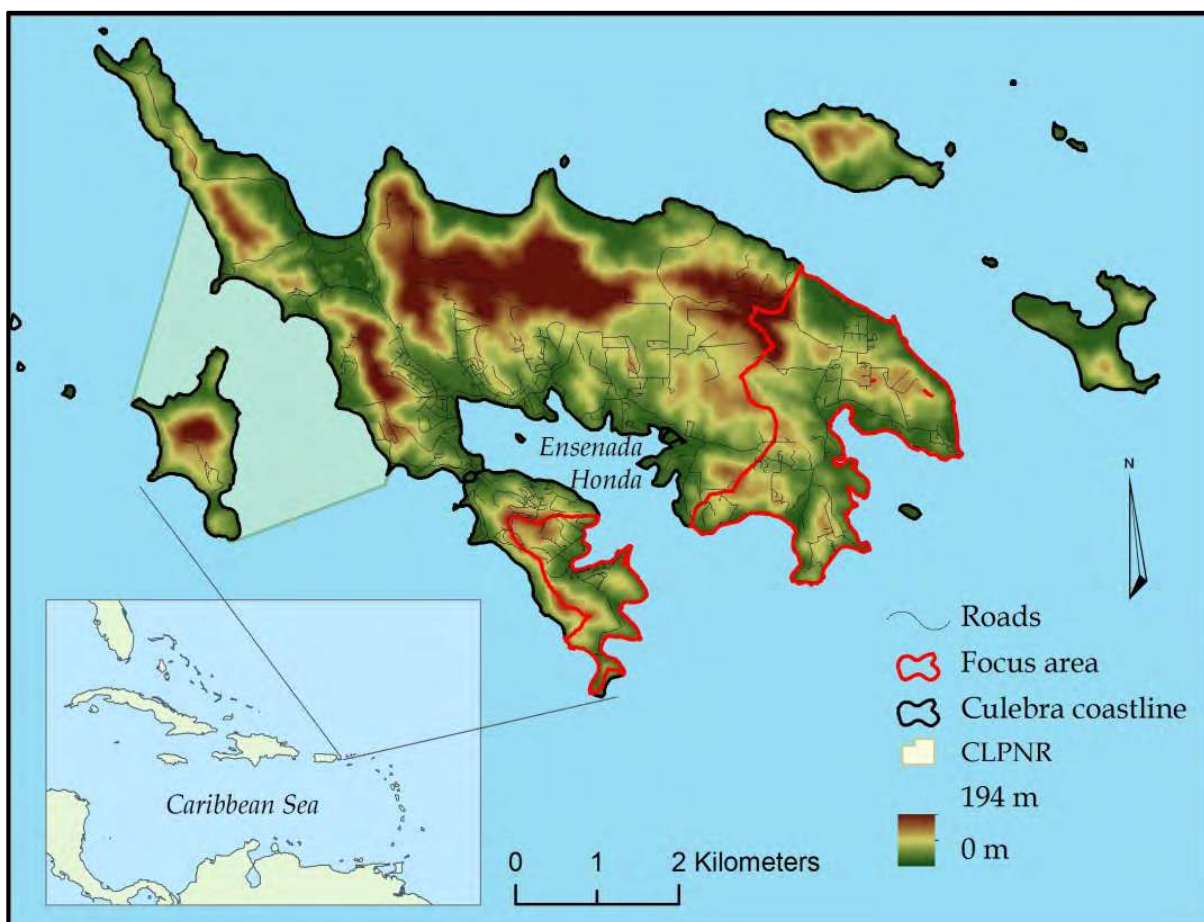 Ensenada
Honda
N
Roads
Focus area
Culebra coastline
CLPNR
194 m
0 m
Caribbean Sea
0 1 2 Kilometers